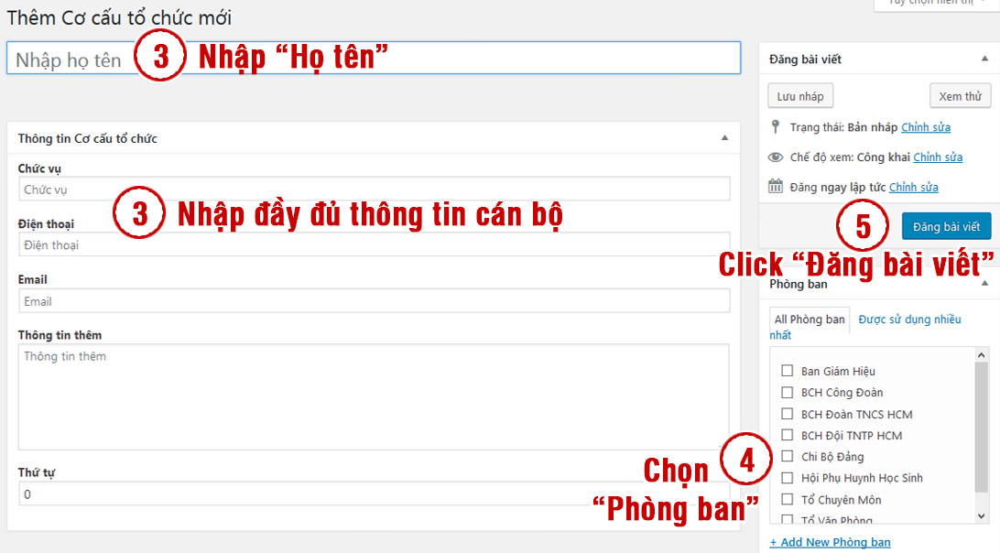 Thêm Cơ cấu tổ chức mới
Tùy chọn hiển thị
Nhập họ tên
3 Nhập “Họ tên”
Thông tin Cơ cấu tổ chức
Chức vụ
Chức vụ
3 Nhập đầy đủ thông tin cán bộ
Điện thoại
Điện thoại
Email
Email
Thông tin thêm
Thông tin thêm
Thứ tự
0
Đăng bài viết
Lưu nháp
Xem thử
Trạng thái: Bản nháp Chỉnh sửa
Chế độ xem: Công khai Chỉnh sửa
Đăng ngay lập tức Chỉnh sửa
5
Đăng bài viết
Click “Đăng bài viết”
Phòng ban
All Phòng ban
Được sử dụng nhiều
nhất
Ban Giám Hiệu
BCH Công Đoàn
BCH Đoàn TNCS HCM
BCH Đội TNTP HCM
Chi Bộ Đảng
Hội Phụ Huynh Học Sinh
Tổ Chuyên Môn
Tổ Văn Phòng
4
Chọn
“Phòng ban”
+ Add New Phòng ban